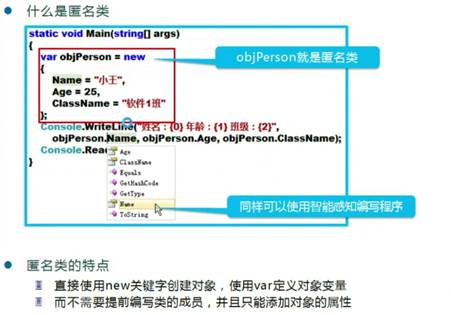 什么是匿名类
static void Main(string[] args)
{
var objPerson = new
{
Name = "小王",
Age = 25,
ClassName = "软件1班"
};
Console.WriteLine("姓名：{0} 年龄：{1} 班级：{2}",
objPerson.Name, objPerson.Age, objPerson.ClassName);
Console.Rea
}
objPerson就是匿名类
Age
ClassName
Equals
GetHashCode
GetType
Name
ToString
同样可以使用智能感知编写程序
匿名类的特点
直接使用new关键字创建对象，使用var定义对象变量
而不需要提前编写类的成员，并且只能添加对象的属性